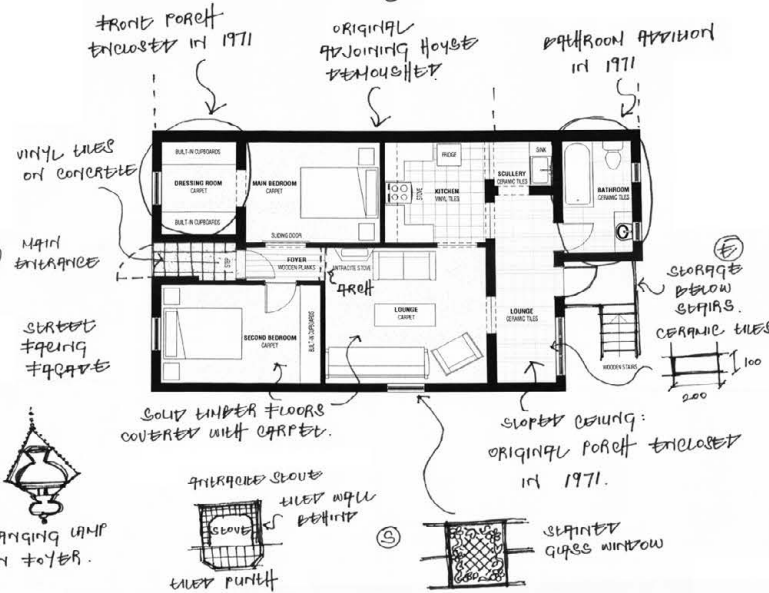 FRONT PORCH
ENCLOSED IN 1971
ORIGINAL
ADJOINING HOUSE
DEMOLISHED.
BATHROOM ADDITION
IN 1971
VINYL TILES
ON CONCRETE
BUILT-IN CUPBOARDS
DRESSING ROOM
CARPET
BUILT-IN CUPBOARDS
MAIN BEDROOM
CARPET
SLIDING DOOR
FRIDGE
STOVE
KITCHEN
VINYL TILES
SINK
SCULLERY
CERAMIC TILES
BATHROOM
CERAMIC TILES
MAIN
ENTRANCE
STEP
FOYER
WOODEN PLANKS
ANTRACITE STOVE
ARCH
LOUNGE
CARPET
LOUNGE
CERAMIC TILES
E
STORAGE
BELOW
STAIRS.
CERAMIC TILES
100
200
WOODEN STAIRS
STREET
FACING
FACADE
SECOND BEDROOM
CARPET
BUILT-IN CUPBOARDS
SOLID TIMBER FLOORS
COVERED WITH CARPET.
SLOPED CEILING:
ORIGINAL PORCH ENCLOSED
IN 1971.
ANGING LAMP
N FOYER.
ANTRACITE STOVE
TILED WALL
BEHIND
STOVE
TILED PLINTH
S
STAINED
GLASS WINDOW